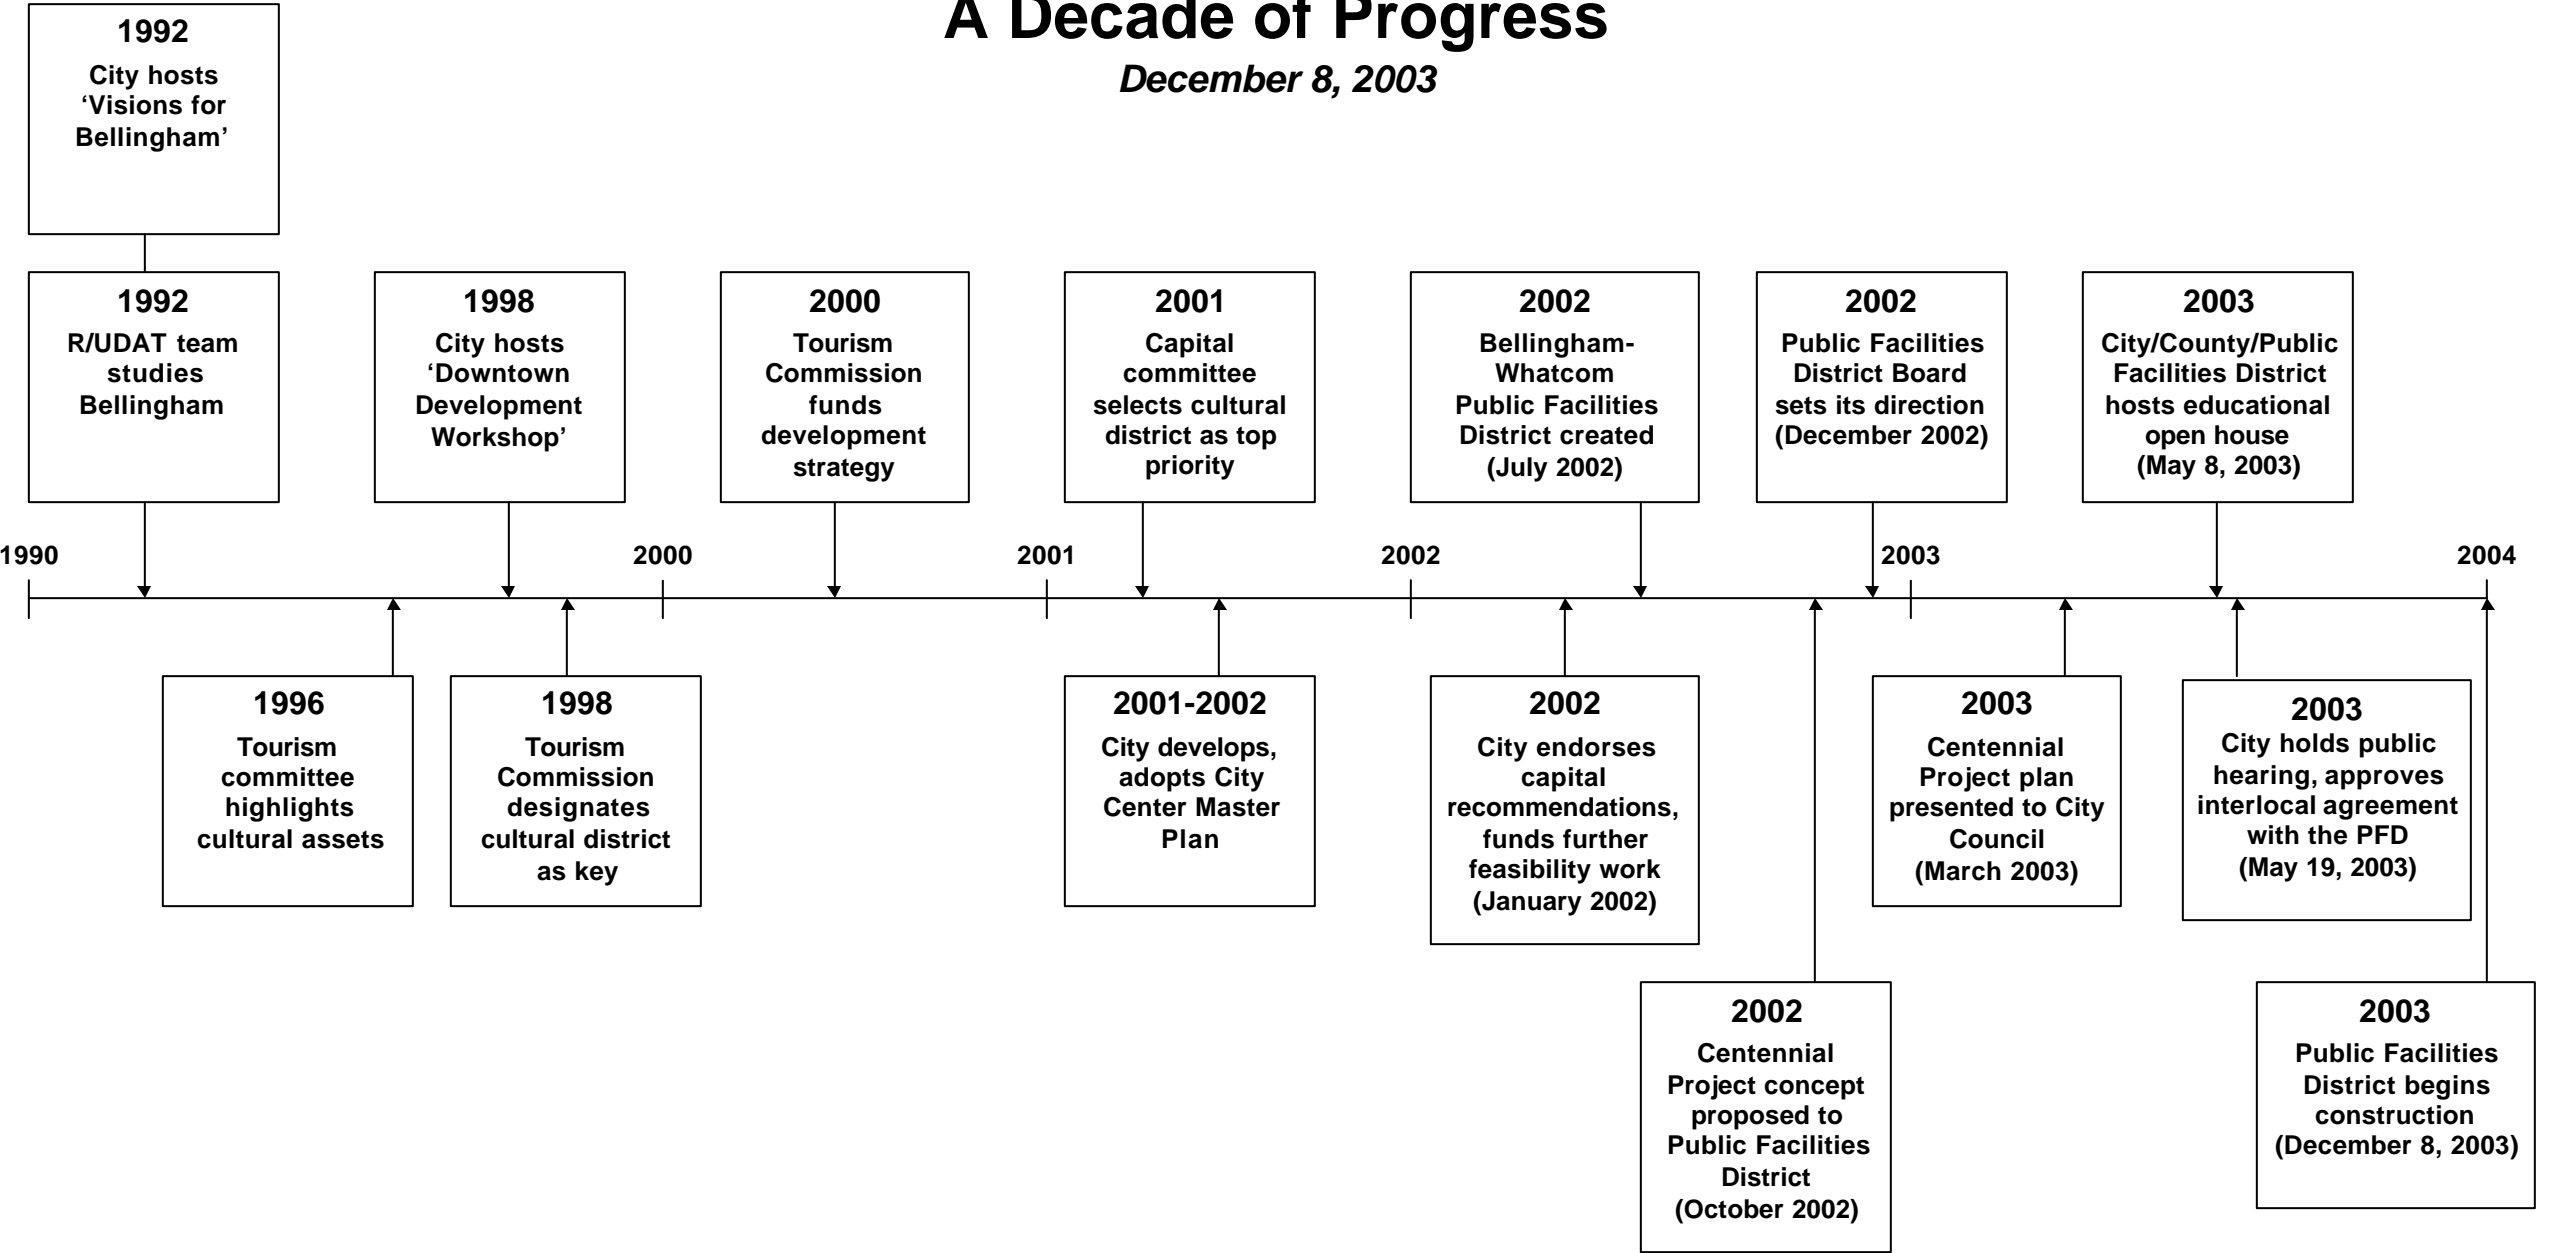 A Decade of Progress
December 8, 2003
1992
City hosts
‘Visions for
Bellingham’
1992
R/UDAT team
studies
Bellingham
1998
City hosts
‘Downtown
Development
Workshop’
2000
Tourism
Commission
funds
development
strategy
2001
Capital
committee
selects cultural
district as top
priority
2002
Bellingham-
Whatcom
Public Facilities
District created
(July 2002)
2002
Public Facilities
District Board
sets its direction
(December 2002)
2003
City/County/Public
Facilities District
hosts educational
open house
(May 8, 2003)
1990
2000
2001
2002
2003
2004
1996
Tourism
committee
highlights
cultural assets
1998
Tourism
Commission
designates
cultural district
as key
2001-2002
City develops,
adopts City
Center Master
Plan
2002
City endorses
capital
recommendations,
funds further
feasibility work
(January 2002)
2002
Centennial
Project concept
proposed to
Public Facilities
District
(October 2002)
2003
Centennial
Project plan
presented to City
Council
(March 2003)
2003
City holds public
hearing, approves
interlocal agreement
with the PFD
(May 19, 2003)
2003
Public Facilities
District begins
construction
(December 8, 2003)